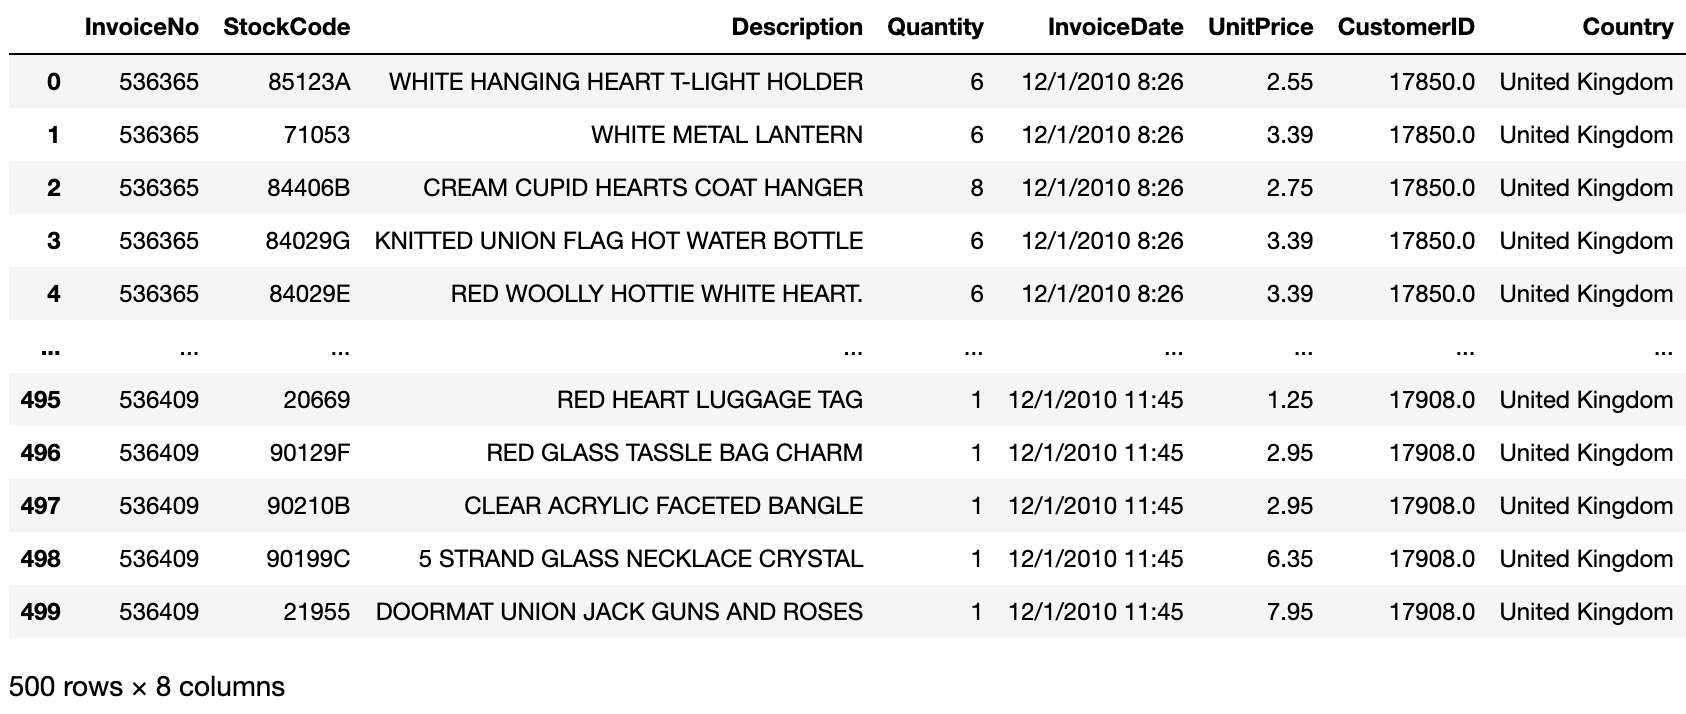 InvoiceNo StockCode Description Quantity InvoiceDate UnitPrice CustomerID Country
0 536365 85123A WHITE HANGING HEART T-LIGHT HOLDER 6 12/1/2010 8:26 2.55 17850.0 United Kingdom
1 536365 71053 WHITE METAL LANTERN 6 12/1/2010 8:26 3.39 17850.0 United Kingdom
2 536365 84406B CREAM CUPID HEARTS COAT HANGER 8 12/1/2010 8:26 2.75 17850.0 United Kingdom
3 536365 84029G KNITTED UNION FLAG HOT WATER BOTTLE 6 12/1/2010 8:26 3.39 17850.0 United Kingdom
4 536365 84029E RED WOOLLY HOTTIE WHITE HEART. 6 12/1/2010 8:26 3.39 17850.0 United Kingdom
... ... ... ... ... ... ... ... ...
495 536409 20669 RED HEART LUGGAGE TAG 1 12/1/2010 11:45 1.25 17908.0 United Kingdom
496 536409 90129F RED GLASS TASSLE BAG CHARM 1 12/1/2010 11:45 2.95 17908.0 United Kingdom
497 536409 90210B CLEAR ACRYLIC FACETED BANGLE 1 12/1/2010 11:45 2.95 17908.0 United Kingdom
498 536409 90199C 5 STRAND GLASS NECKLACE CRYSTAL 1 12/1/2010 11:45 6.35 17908.0 United Kingdom
499 536409 21955 DOORMAT UNION JACK GUNS AND ROSES 1 12/1/2010 11:45 7.95 17908.0 United Kingdom
500 rows × 8 columns